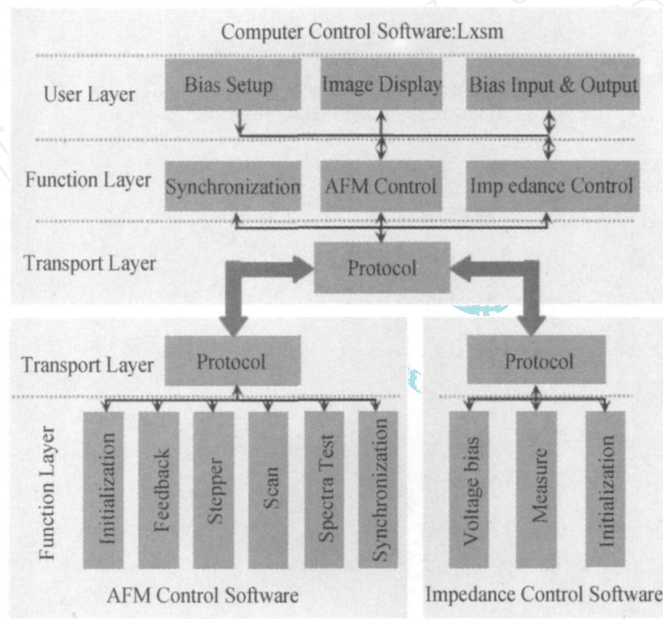 Computer Control Software:Lxsm
User Layer
Bias Setup
Image Display
Bias Input & Output
Function Layer
Synchronization
AFM Control
Imp edance Control
Transport Layer
Protocol
Transport Layer
Protocol
Protocol
Function Layer
Initialization
Feedback
Stepper
Scan
Spectra Test
Synchronization
Voltage bias
Measure
Initialization
AFM Control Software
Impedance Control Software